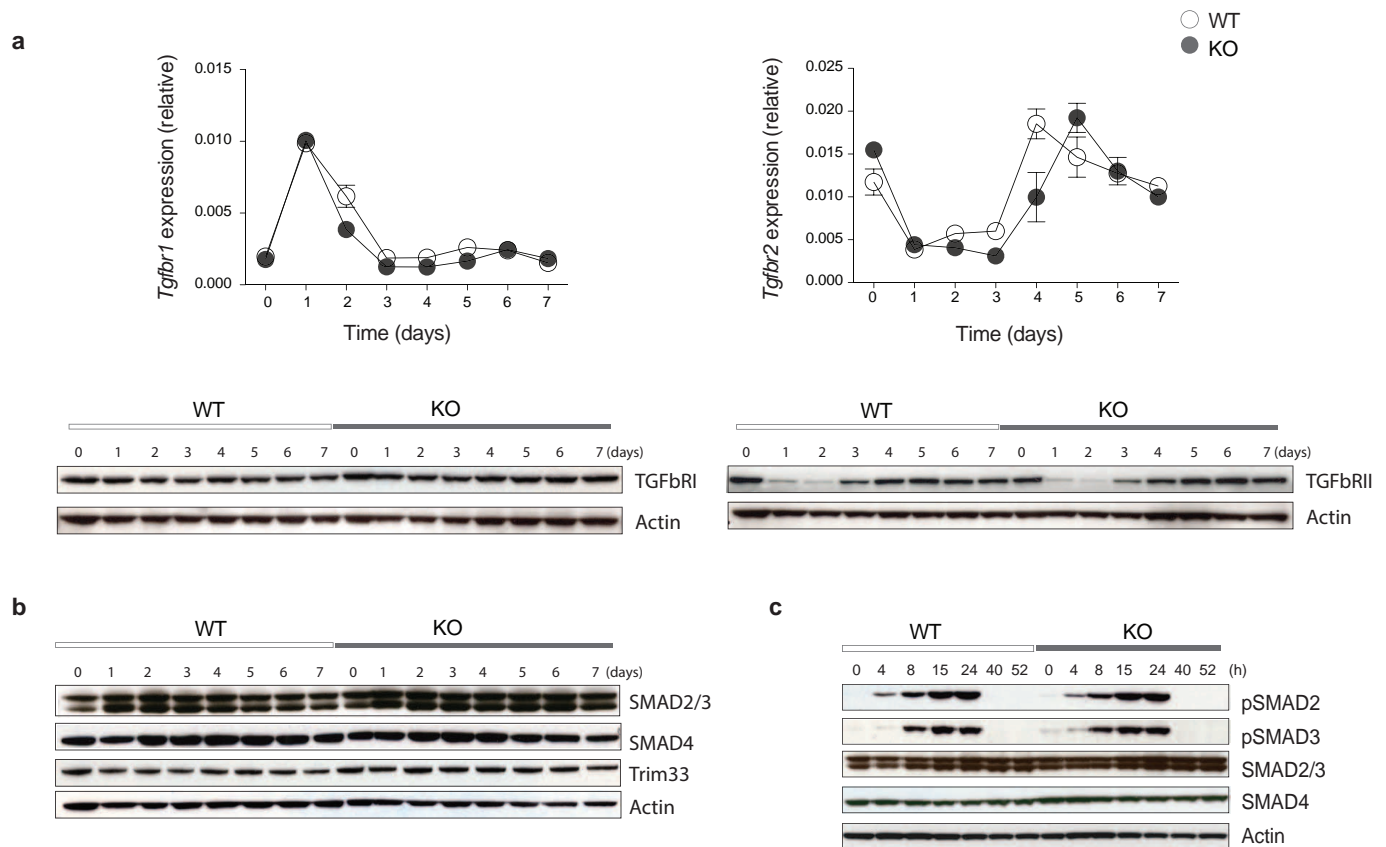 WT
KO
a
Tgfbr1 expression (relative)
0.015
0.010
0.005
0.000
0 1 2 3 4 5 6 7
Time (days)
Tgfbr2 expression (relative)
0.025
0.020
0.015
0.010
0.005
0.000
0 1 2 3 4 5 6 7
Time (days)
WT KO
0 1 2 3 4 5 6 7 0 1 2 3 4 5 6 7 (days)
TGFbRI
Actin
WT KO
0 1 2 3 4 5 6 7 0 1 2 3 4 5 6 7 (days)
TGFbRII
Actin
b
WT KO
0 1 2 3 4 5 6 7 0 1 2 3 4 5 6 7 (days)
SMAD2/3
SMAD4
Trim33
Actin
c
WT KO
0 4 8 15 24 40 52 0 4 8 15 24 40 52 (h)
pSMAD2
pSMAD3
SMAD2/3
SMAD4
Actin